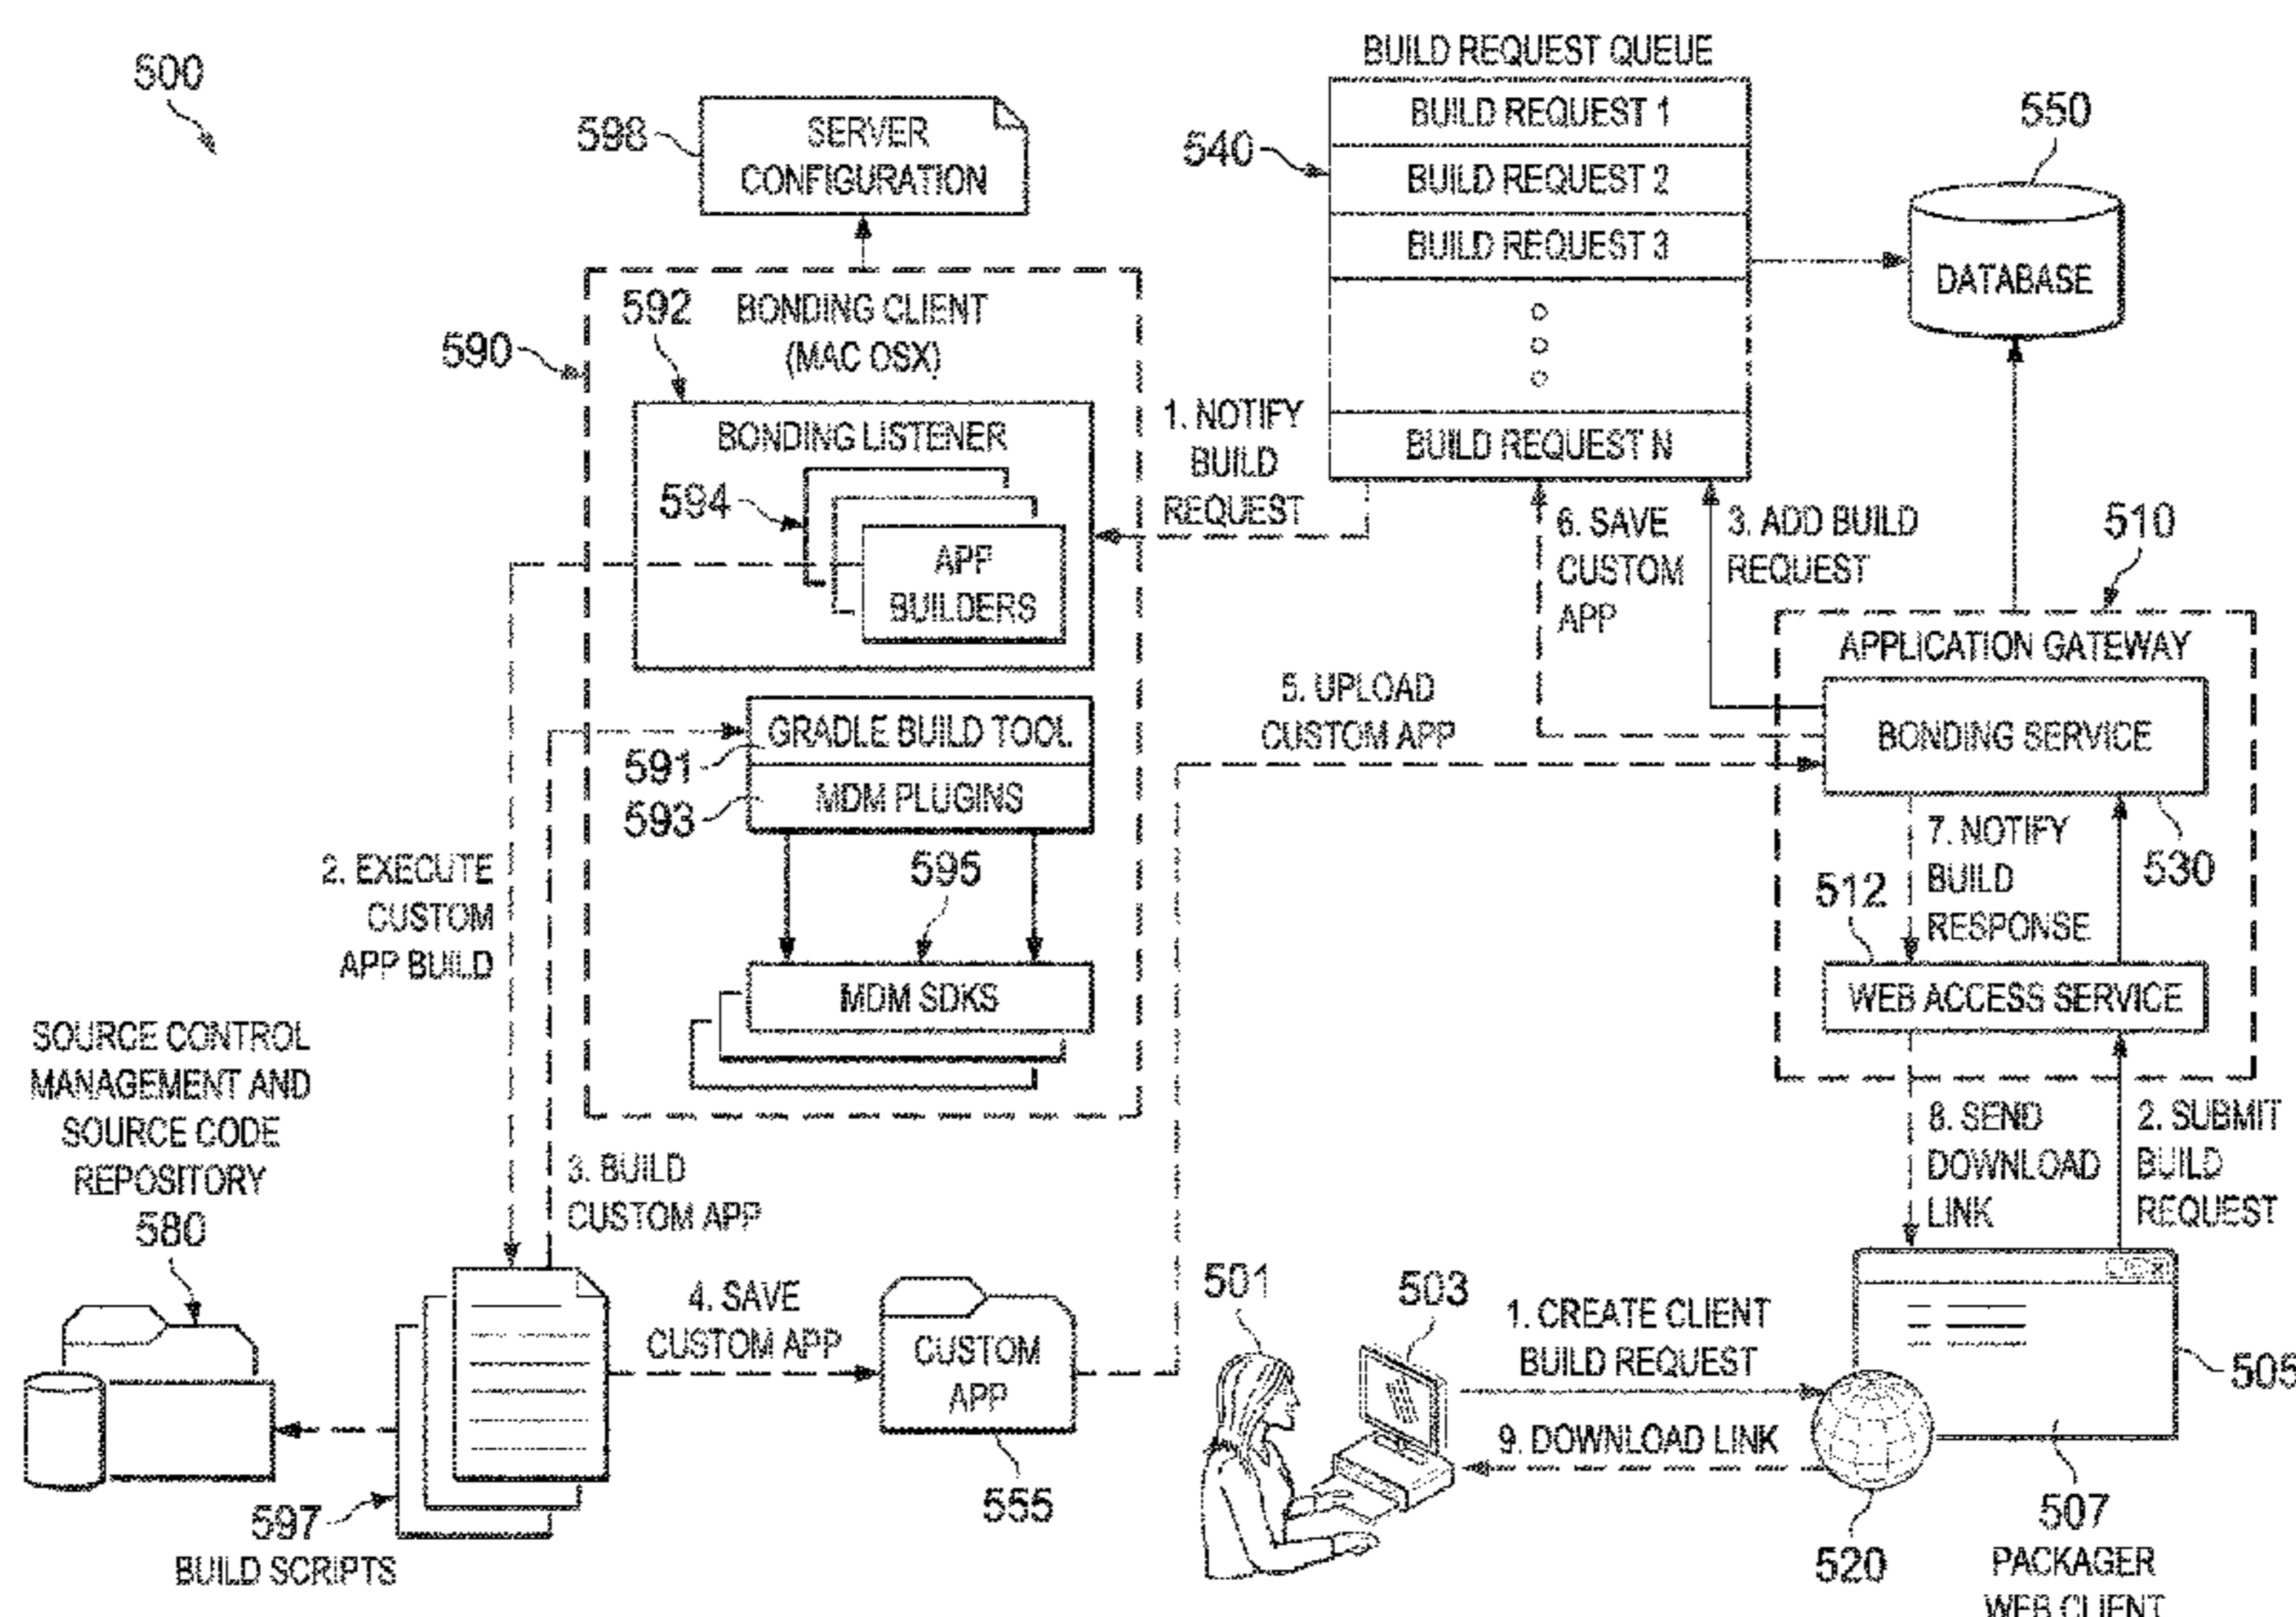 500
598
SERVER
CONFIGURATION
BUILD REQUEST QUEUE
540
BUILD REQUEST 1
BUILD REQUEST 2
BUILD REQUEST 3
BUILD REQUEST N
550
DATABASE
590
592
BONDING CLIENT
(MAC OSX)
BONDING LISTENER
594
APP
BUILDERS
1. NOTIFY
BUILD
REQUEST
6. SAVE
CUSTOM
APP
3. ADD BUILD
REQUEST
510
APPLICATION GATEWAY
BONDING SERVICE
530
5. UPLOAD
CUSTOM APP
GRADLE BUILD TOOL
591
MDM PLUGINS
593
595
MDM SDKS
7. NOTIFY
BUILD
RESPONSE
512
WEB ACCESS SERVICE
2. EXECUTE
CUSTOM
APP BUILD
SOURCE CONTROL
MANAGEMENT AND
SOURCE CODE
REPOSITORY
580
3. BUILD
CUSTOM APP
8. SEND
DOWNLOAD
LINK
2. SUBMIT
BUILD
REQUEST
597
BUILD SCRIPTS
4. SAVE
CUSTOM APP
CUSTOM
APP
555
501
503
1. CREATE CLIENT
BUILD REQUEST
9. DOWNLOAD LINK
505
520
507
PACKAGER
WEB CLIENT